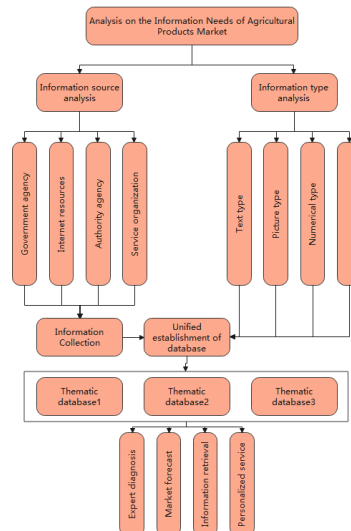 Analysis on the Information Needs of Agricultural
Products Market
Information source
analysis
Information type
analysis
Government agency
Internet resources
Authority agency
Service organization
Text type
Picture type
Numerical type
Information
Collection
Unified
establishment of
database
Thematic
database1
Thematic
database2
Thematic
database3
Expert diagnosis
Market forecast
Information retrieval
Personalized service